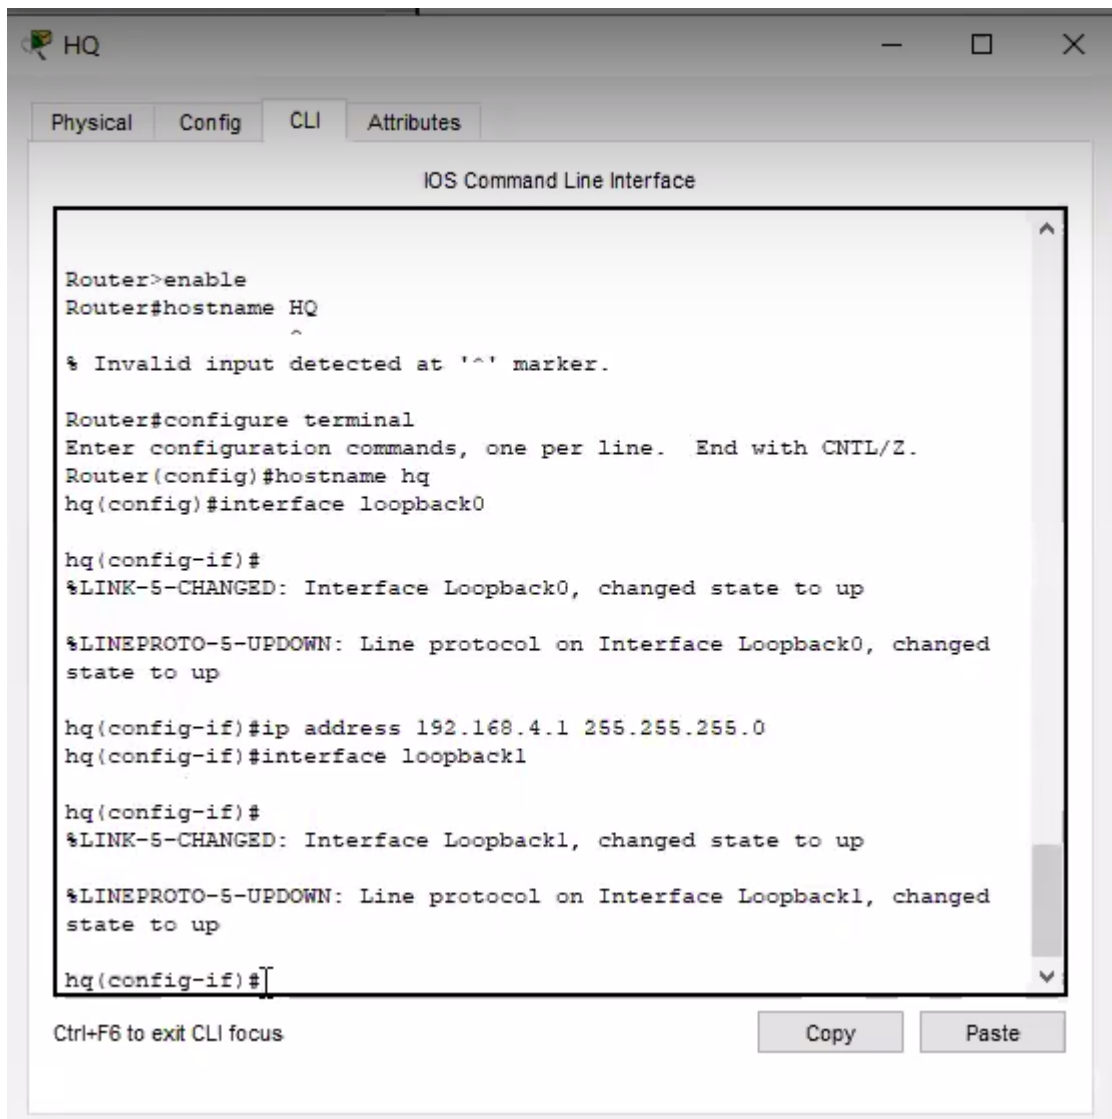 HQ
Physical Config CLI Attributes
IOS Command Line Interface
Router>enable
Router#hostname HQ
^
% Invalid input detected at '^' marker.
Router#configure terminal
Enter configuration commands, one per line.  End with CNTL/Z.
Router(config)#hostname hq
hq(config)#interface loopback0
hq(config-if)#
%LINK-5-CHANGED: Interface Loopback0, changed state to up
%LINEPROTO-5-UPDOWN: Line protocol on Interface Loopback0, changed
state to up
hq(config-if)#ip address 192.168.4.1 255.255.255.0
hq(config-if)#interface loopback1
hq(config-if)#
%LINK-5-CHANGED: Interface Loopback1, changed state to up
%LINEPROTO-5-UPDOWN: Line protocol on Interface Loopback1, changed
state to up
hq(config-if)#
Ctrl+F6 to exit CLI focus Copy Paste